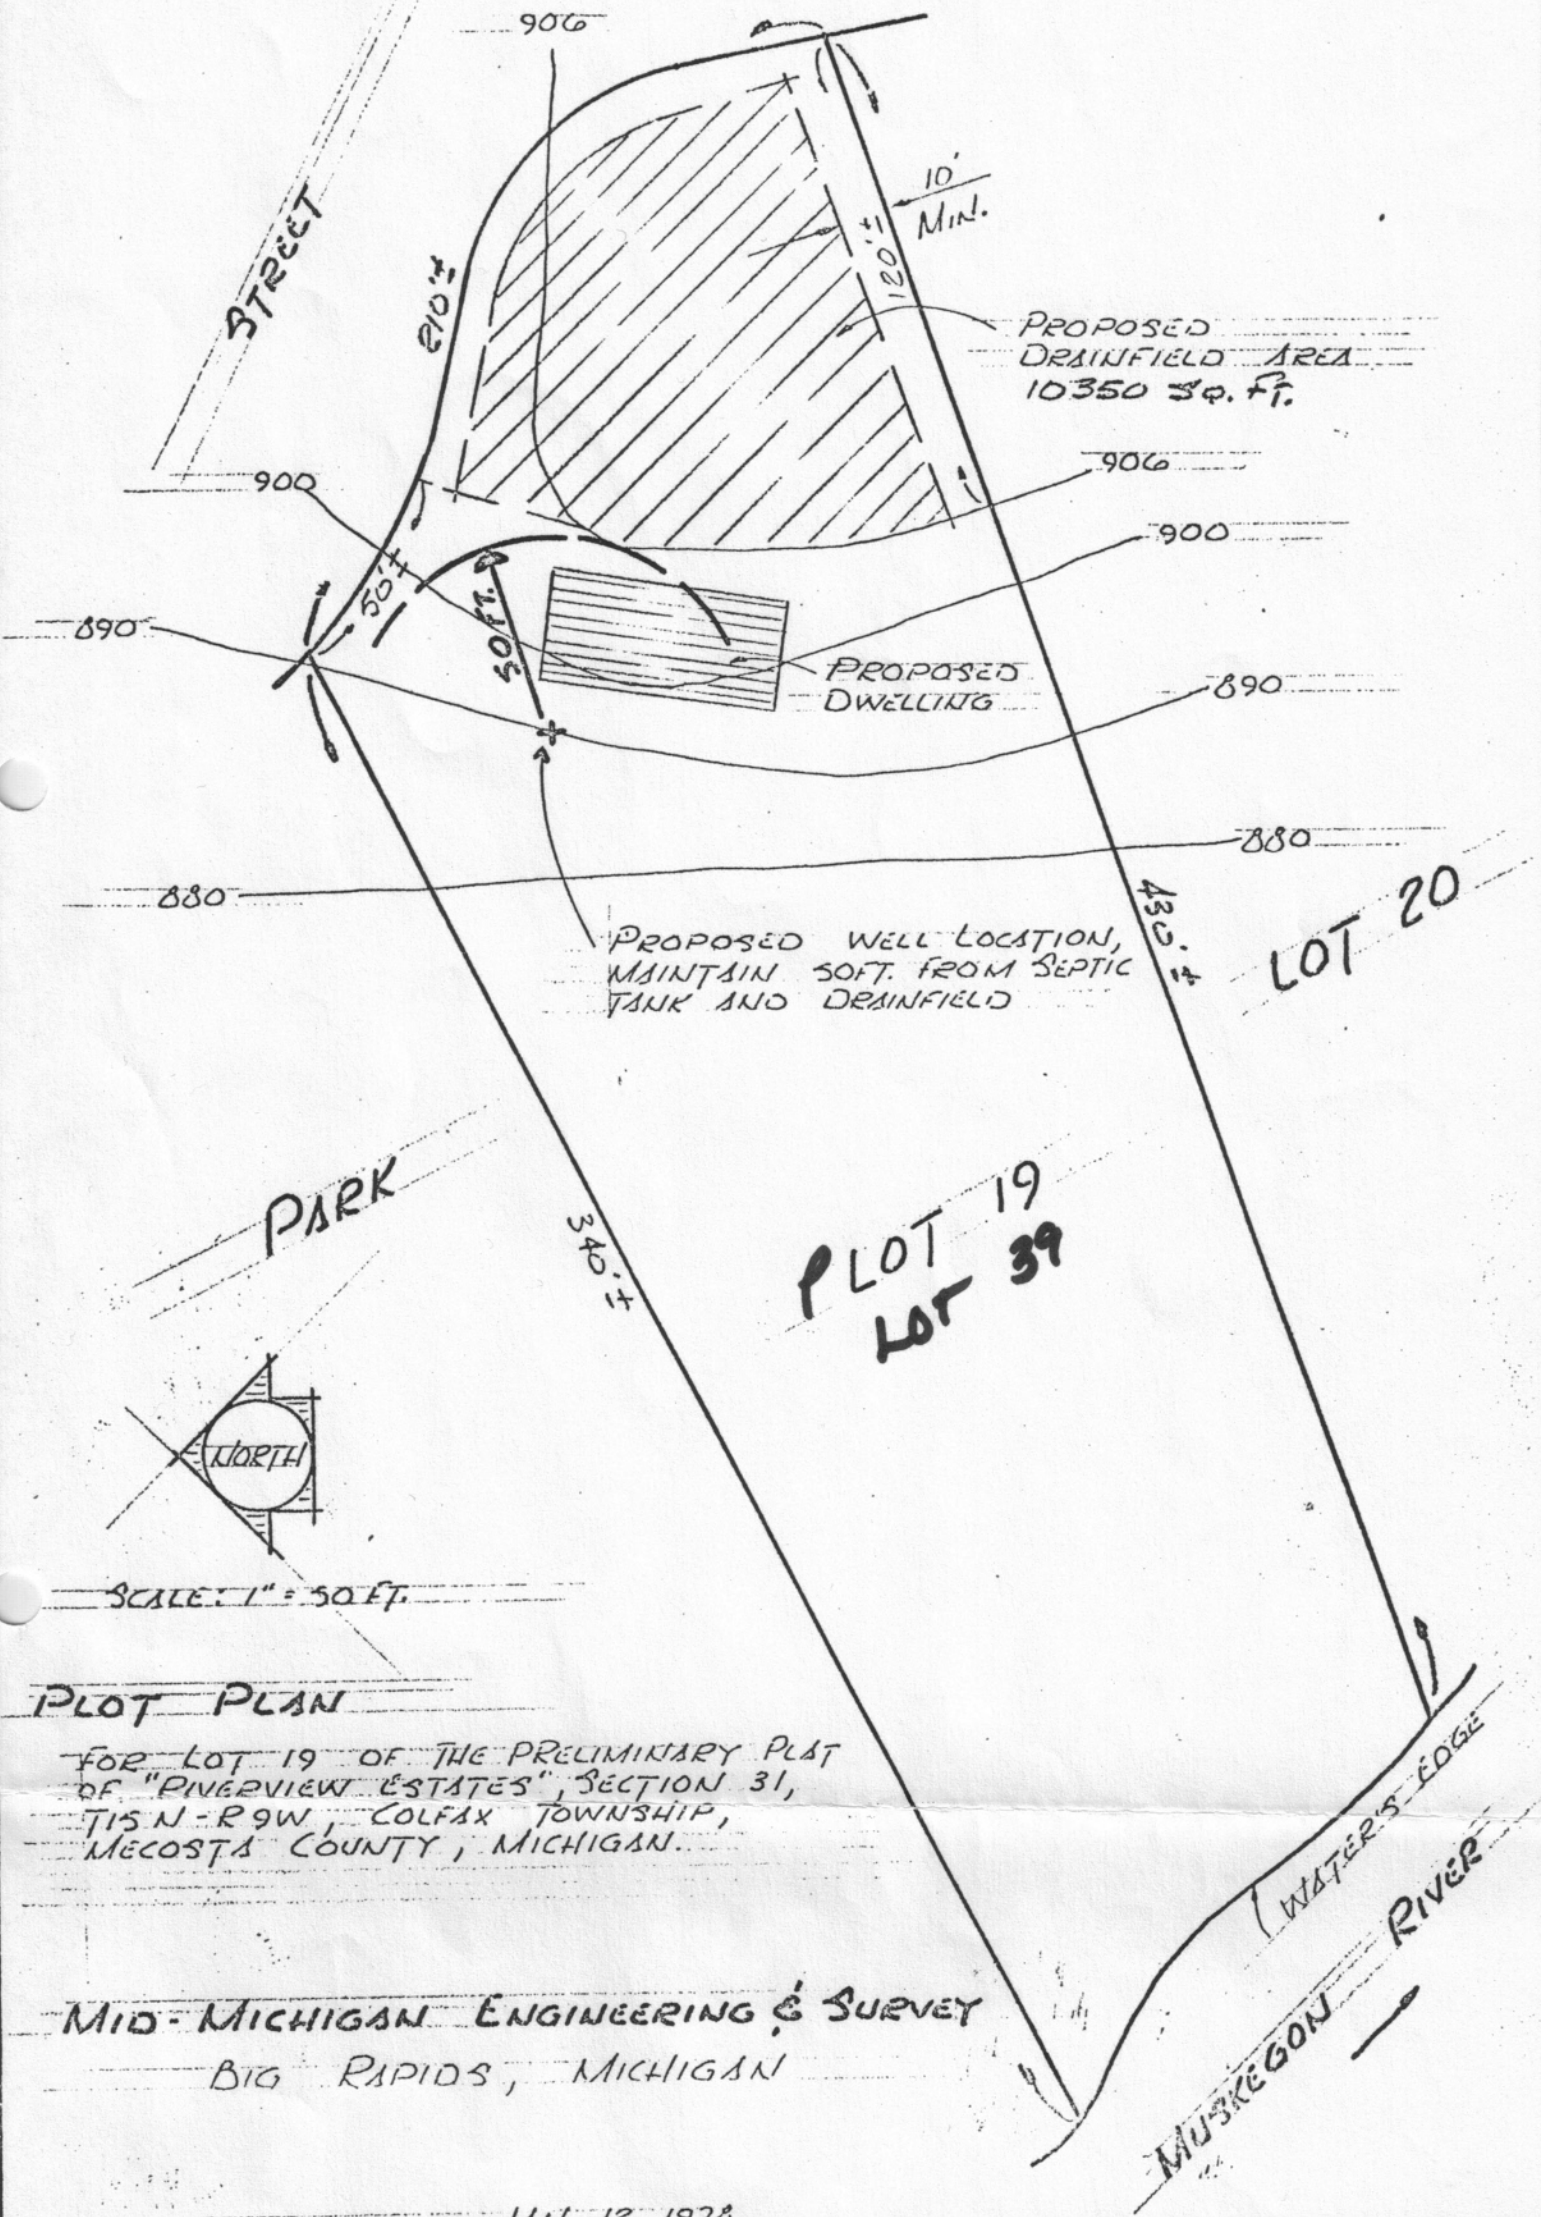 906
STREET
10'
MIN.
210'±
120'±
PROPOSED
DRAINFIELD AREA
10350 SQ. FT.
900
906
900
50'±
890
50 FT.
PROPOSED
DWELLING
890
880
880
PROPOSED WELL LOCATION,
MAINTAIN 50FT. FROM SEPTIC
TANK AND DRAINFIELD
430'±
LOT 20
PARK
340'±
PLOT 19
LOT 39
NORTH
SCALE: 1" = 50 FT.
PLOT PLAN
FOR LOT 19 OF THE PRELIMINARY PLAT
OF "RIVERVIEW ESTATES", SECTION 31,
T15N-R9W, COLFAX TOWNSHIP,
MECOSTA COUNTY, MICHIGAN.
WATER'S EDGE
MUSKEGON RIVER
MID-MICHIGAN ENGINEERING & SURVEY
BIG RAPIDS, MICHIGAN